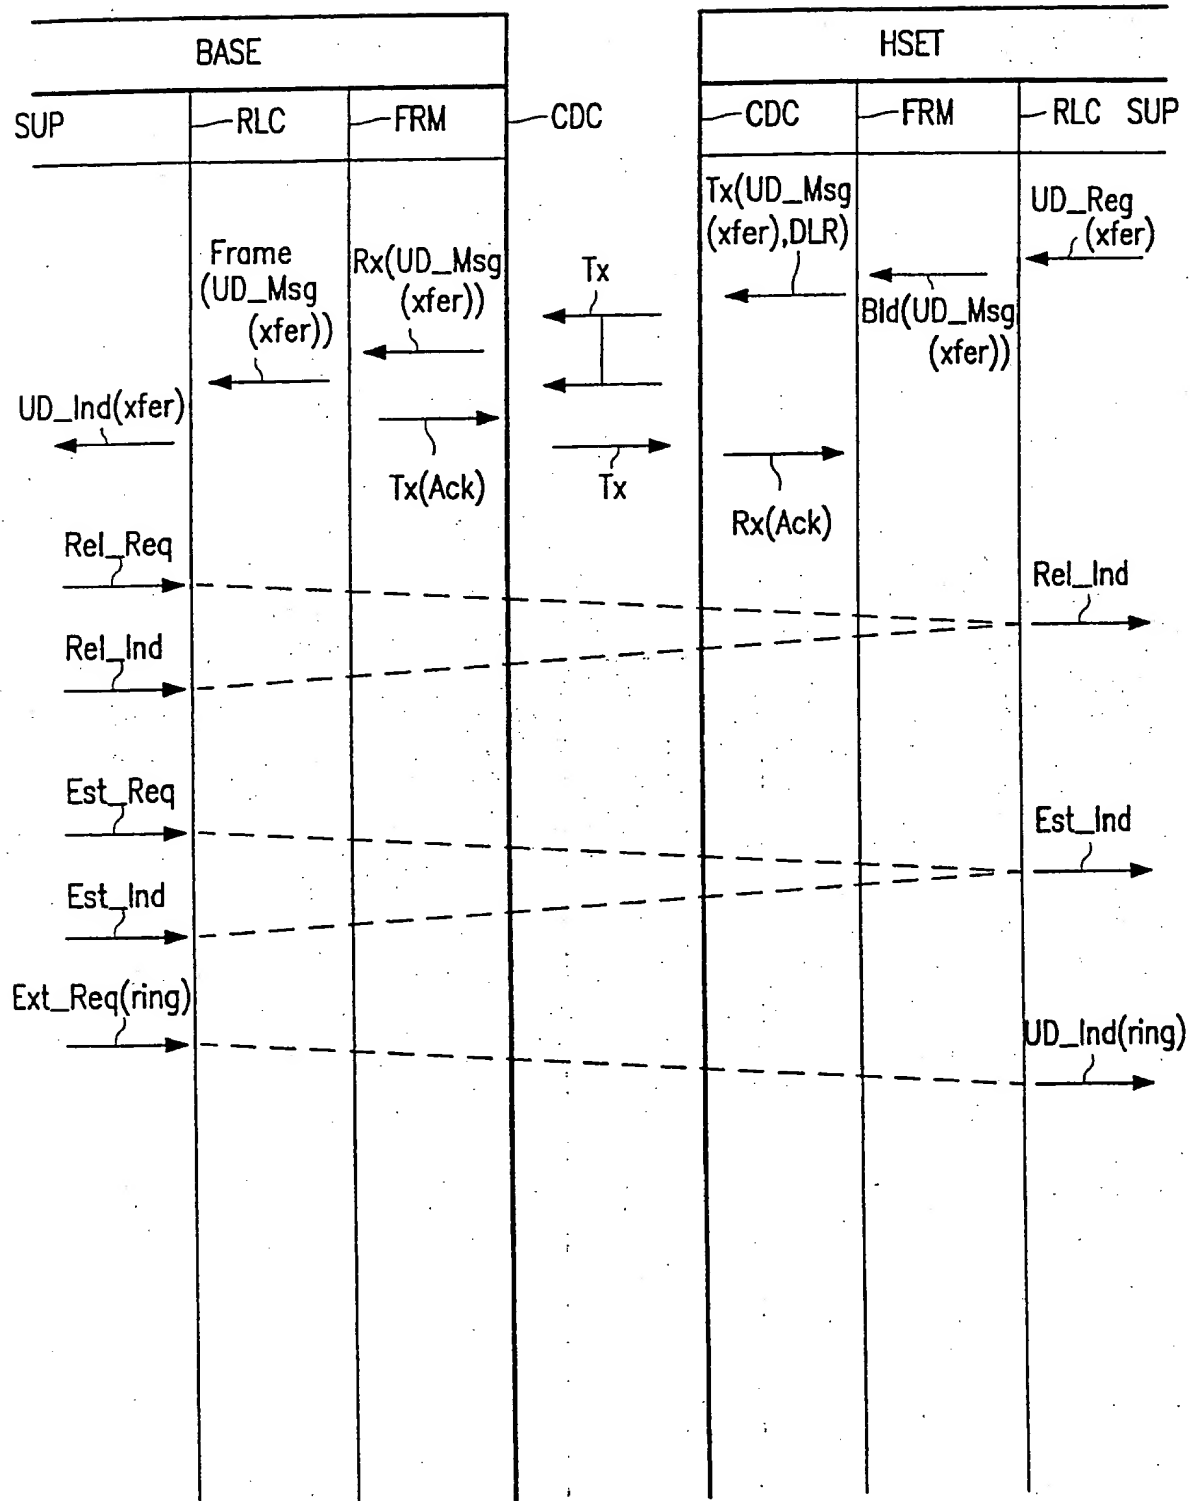 BASE
HSET
SUP
RLC
FRM
CDC
CDC
FRM
RLC
SUP
UD_Reg
(xfer)
Bld(UD_Msg
(xfer))
Tx(UD_Msg
(xfer),DLR)
Tx
Rx(UD_Msg
(xfer))
Frame
(UD_Msg
(xfer))
UD_Ind(xfer)
Tx(Ack)
Tx
Rx(Ack)
Rel_Req
Rel_Ind
Rel_Ind
Est_Req
Est_Ind
Est_Ind
Ext_Req(ring)
UD_Ind(ring)